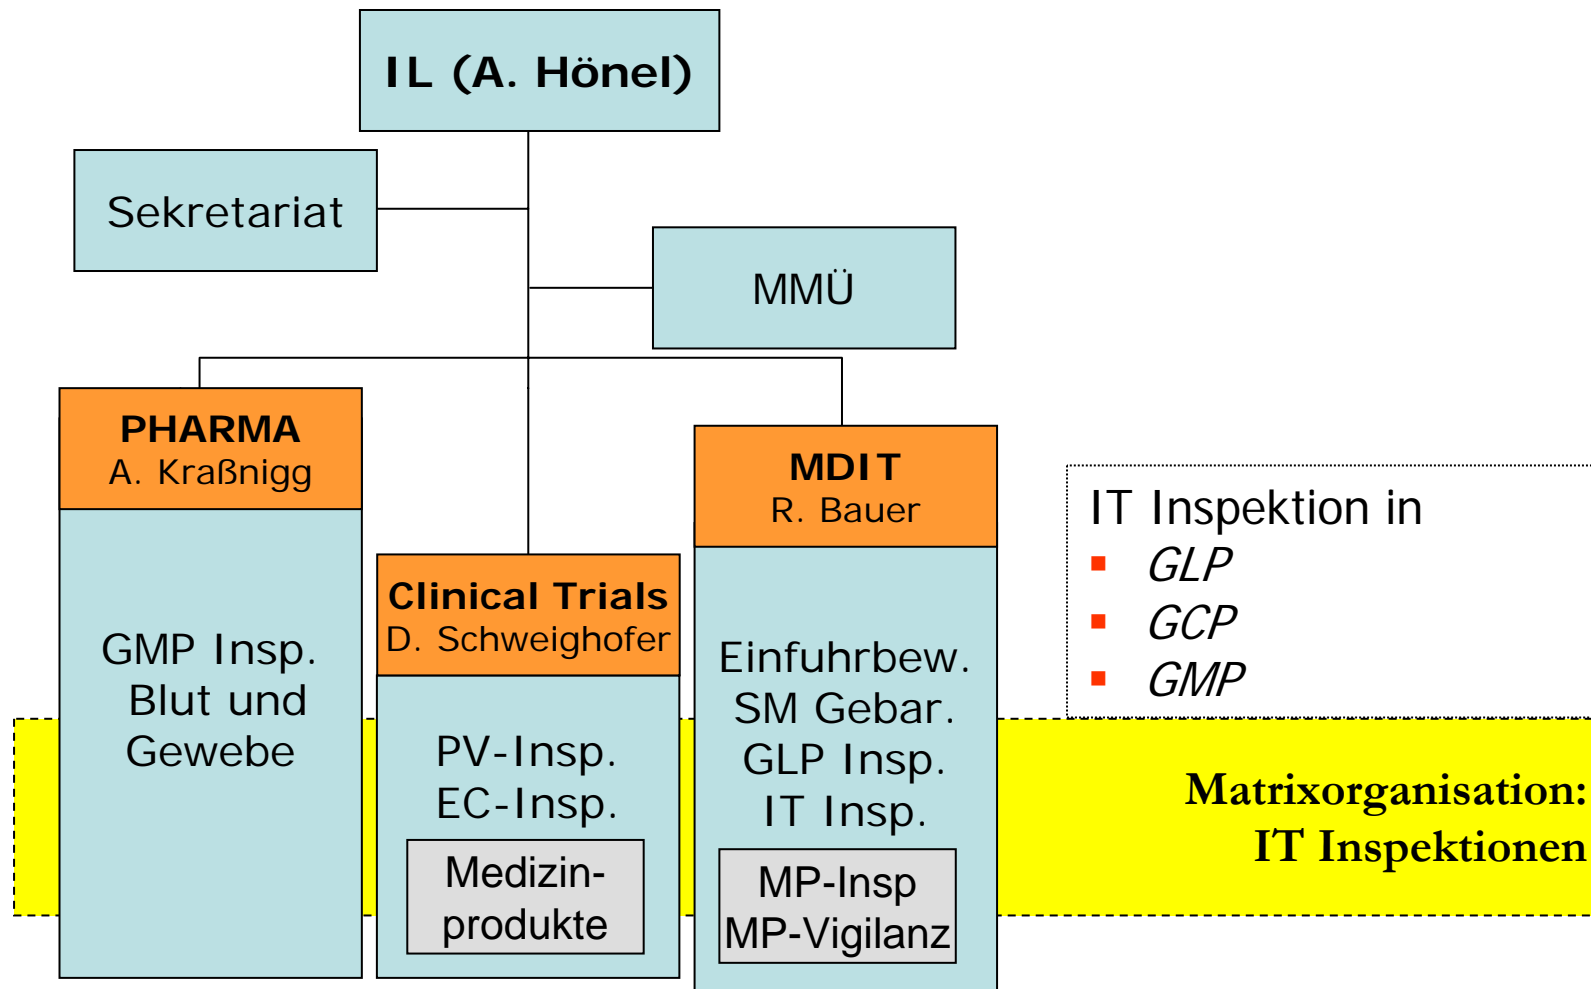 IL (A. Hönel)
Sekretariat
MMÜ
PHARMA
A. Kraßnigg
GMP Insp.
Blut und
Gewebe
Clinical Trials
D. Schweighofer
PV-Insp.
EC-Insp.
Medizin-
produkte
MDIT
R. Bauer
Einfuhrbew.
SM Gebar.
GLP Insp.
IT Insp.
MP-Insp
MP-Vigilanz
IT Inspektion in
▪ GLP
▪ GCP
▪ GMP
Matrixorganisation:
IT Inspektionen